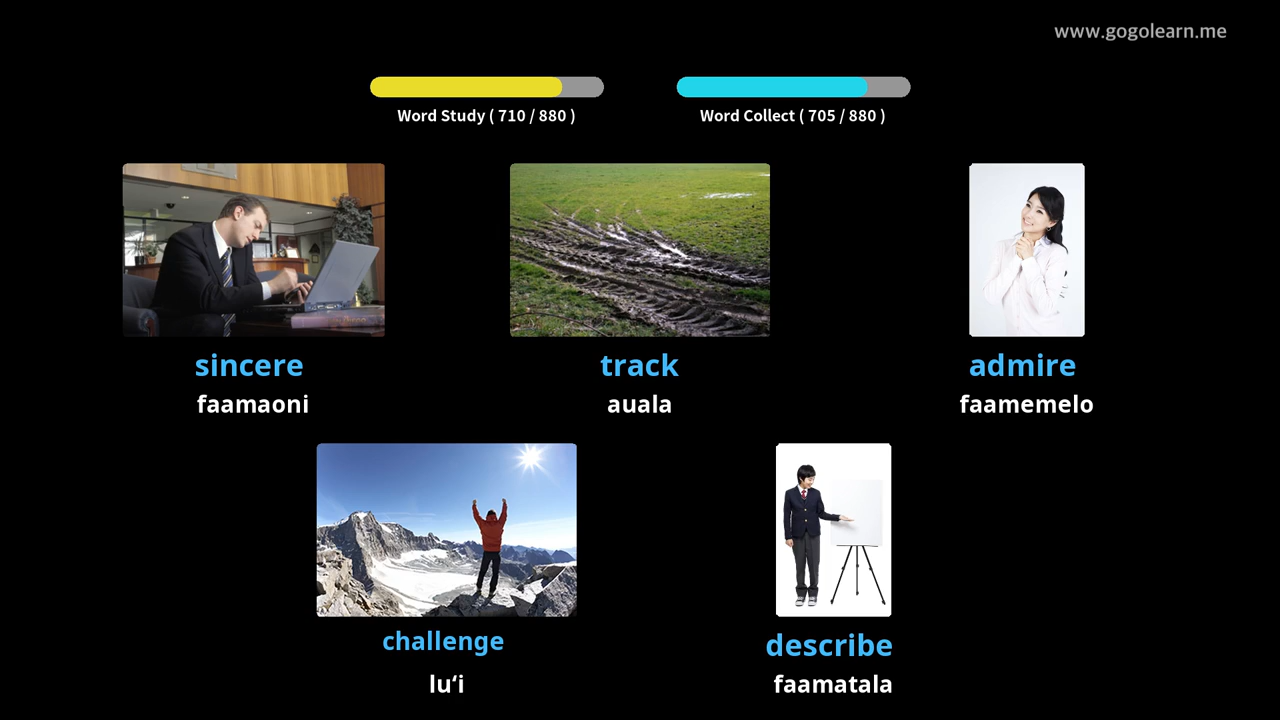 www.gogolearn.me
Word Study ( 710 / 880 )
Word Collect ( 705 / 880 )
sincere
faamaoni
track
auala
admire
faamemelo
challenge
luʻi
describe
faamatala